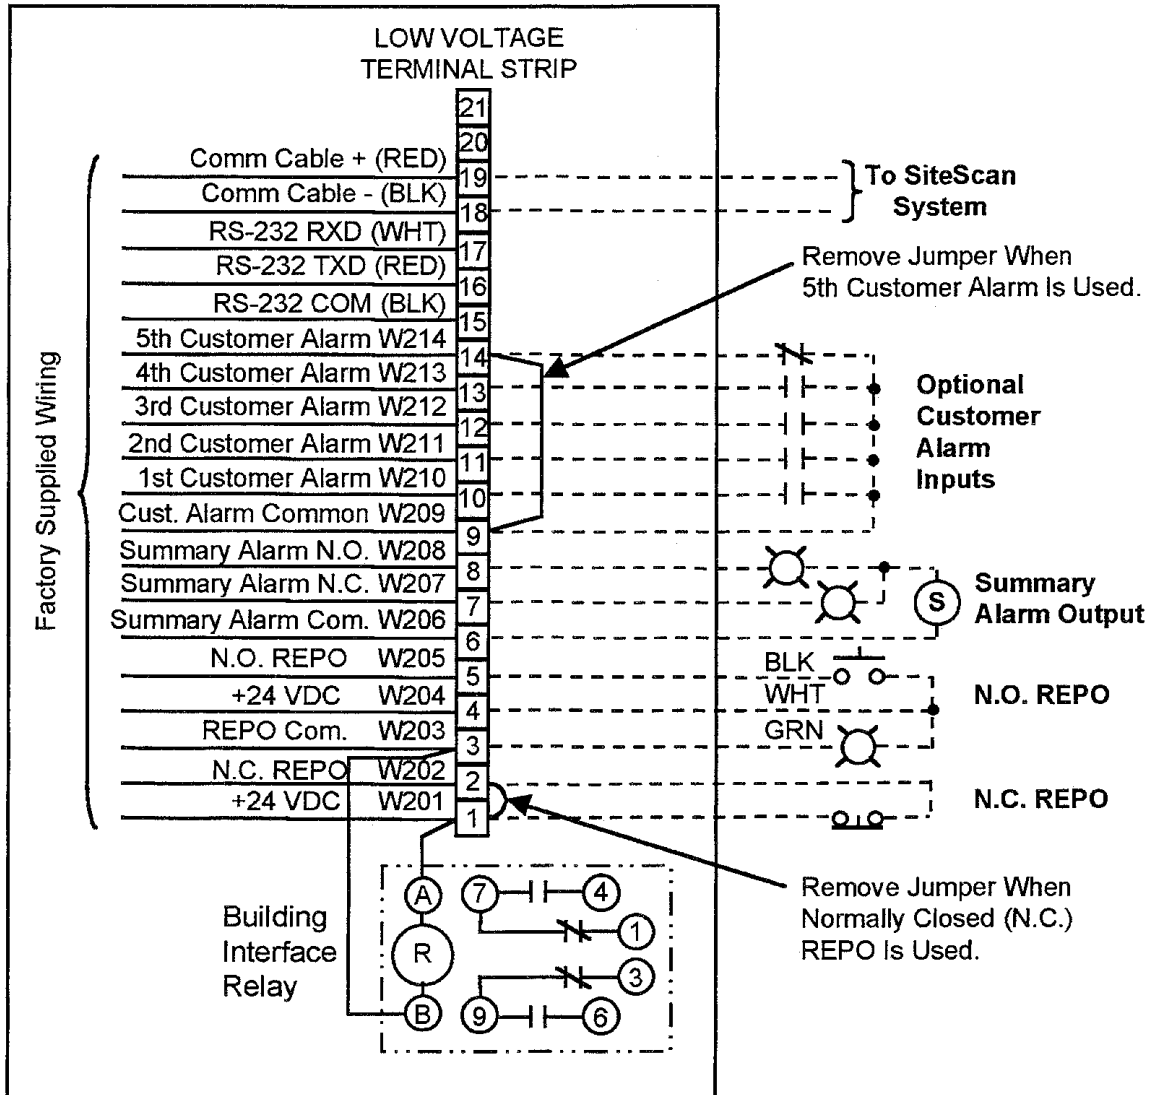 LOW VOLTAGE
TERMINAL STRIP
21
20
Comm Cable + (RED)
19
Comm Cable - (BLK)
18
RS-232 RXD (WHT)
17
RS-232 TXD (RED)
16
RS-232 COM (BLK)
15
5th Customer Alarm W214
14
4th Customer Alarm W213
13
3rd Customer Alarm W212
12
2nd Customer Alarm W211
11
1st Customer Alarm W210
10
Cust. Alarm Common W209
9
Summary Alarm N.O. W208
8
Summary Alarm N.C. W207
7
Summary Alarm Com. W206
6
N.O. REPO W205
5
+24 VDC W204
4
REPO Com. W203
3
N.C. REPO W202
2
+24 VDC W201
1
Factory Supplied Wiring
To SiteScan
System
Remove Jumper When
5th Customer Alarm Is Used.
Optional
Customer
Alarm
Inputs
S
Summary
Alarm Output
BLK
WHT
GRN
N.O. REPO
N.C. REPO
Remove Jumper When
Normally Closed (N.C.)
REPO Is Used.
Building
Interface
Relay
A
R
B
7
4
1
3
9
6